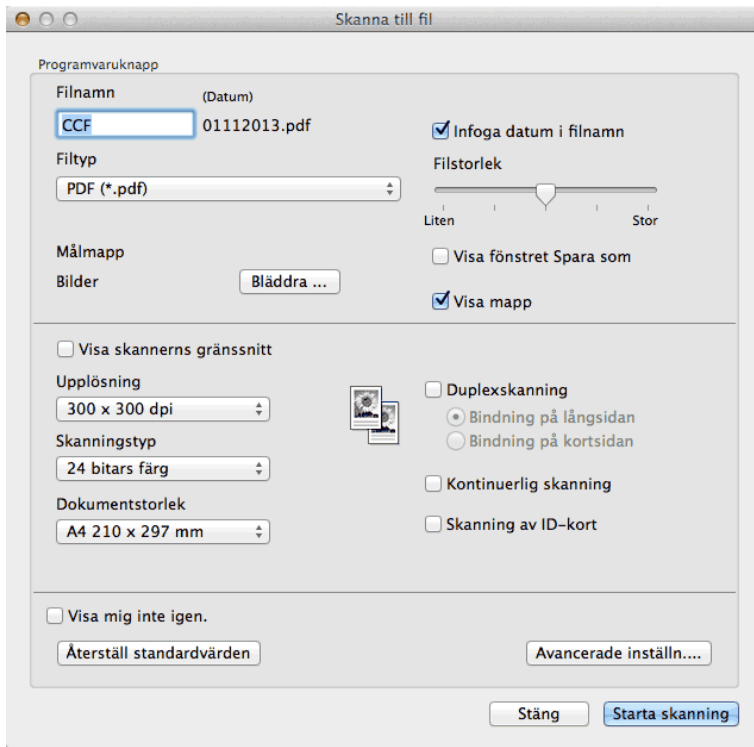 Skanna till fil
Programvaruknapp
Filnamn
(Datum)
CCF
01112013.pdf
Infoga datum i filnamn
Filtyp
Filstorlek
PDF (*.pdf)
Liten
Stor
Målmapp
Visa fönstret Spara som
Bilder
Bläddra ...
Visa mapp
Visa skannerns gränssnitt
Upplösning
Duplexskanning
300 x 300 dpi
Bindning på långsidan
Skanningstyp
Bindning på kortsidan
24 bitars färg
Kontinuerlig skanning
Dokumentstorlek
A4 210 x 297 mm
Skanning av ID-kort
Visa mig inte igen.
Återställ standardvärden
Avancerade inställn....
Stäng
Starta skanning